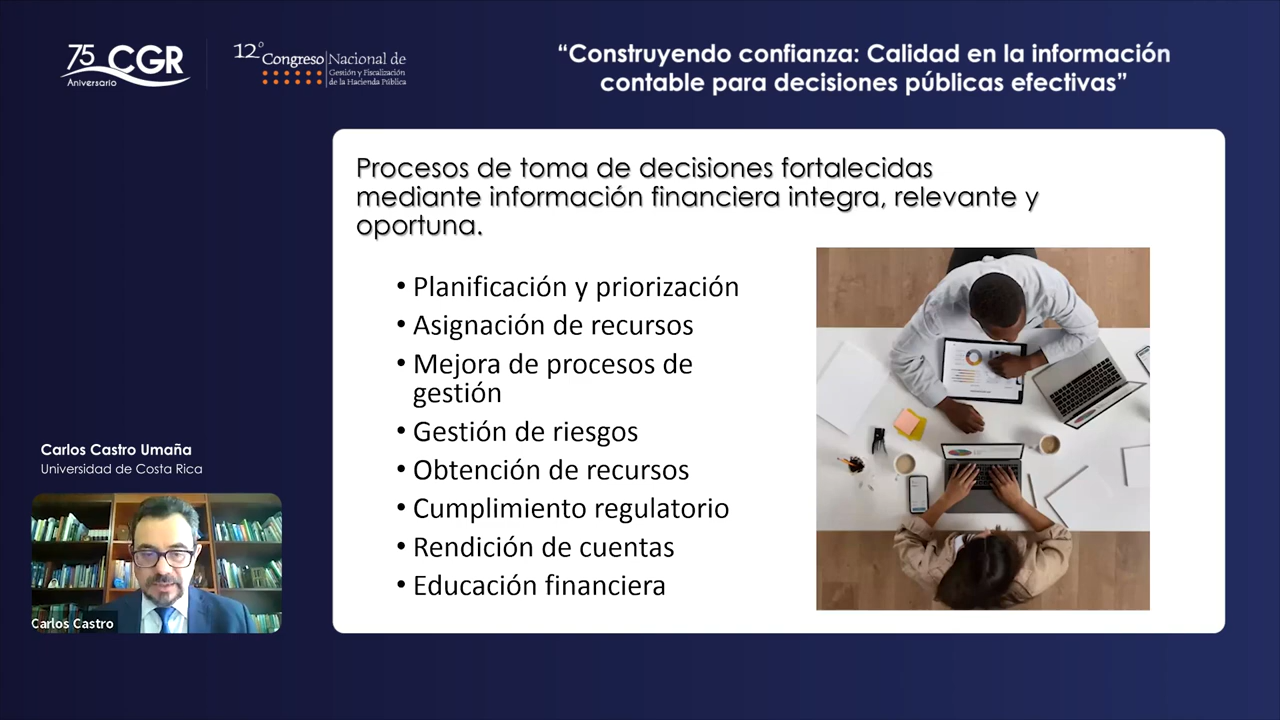 75 CGR
Aniversario
12° Congreso Nacional de
Gestión y Fiscalización
de la Hacienda Pública
“Construyendo confianza: Calidad en la información
contable para decisiones públicas efectivas”
Procesos de toma de decisiones fortalecidas
mediante información financiera integra, relevante y
oportuna.
• Planificación y priorización
• Asignación de recursos
• Mejora de procesos de
gestión
• Gestión de riesgos
• Obtención de recursos
• Cumplimiento regulatorio
• Rendición de cuentas
• Educación financiera
Carlos Castro Umaña
Universidad de Costa Rica
Carlos Castro